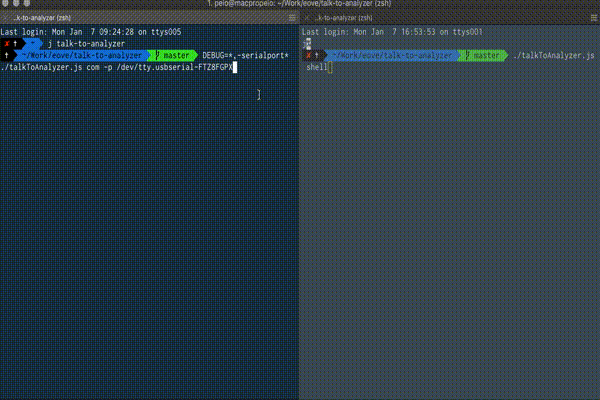 1. peio@macpropeio: ~/Work/eove/talk-to-analyzer (zsh)
..k-to-analyzer (zsh)
Last login: Mon Jan  7 09:24:28 on ttys005
✘ † ~ j talk-to-analyzer
† ~/Work/eove/talk-to-analyzer master DEBUG=*,-serialport*
./talkToAnalyzer.js com -p /dev/tty.usbserial-FTZ8FGPX
..k-to-analyzer (zsh)
Last login: Mon Jan  7 16:53:53 on ttys001
✘ † ~/Work/eove/talk-to-analyzer master ./talkToAnalyzer.js
shell